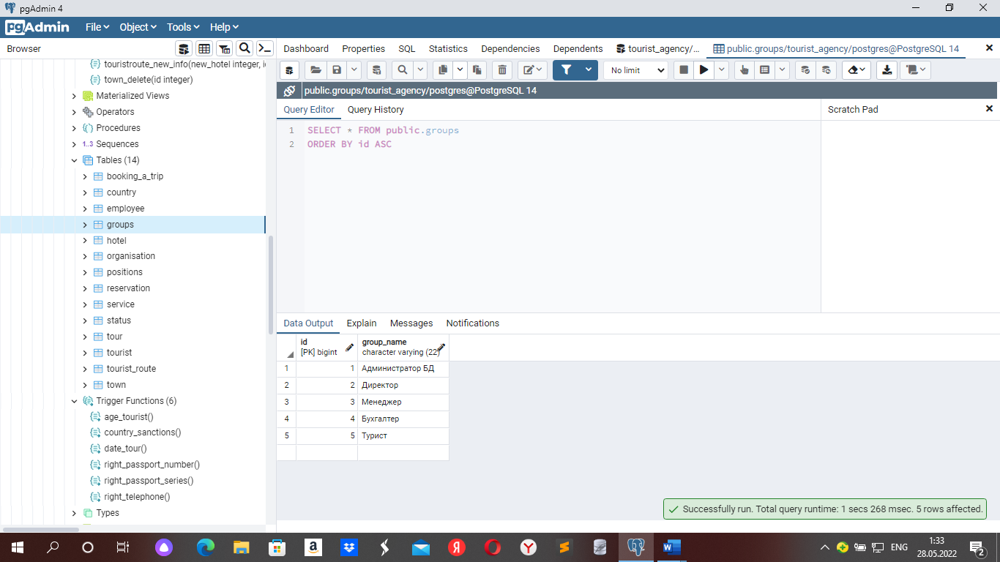 pgAdmin 4
pgAdmin File Object Tools Help
Browser
Dashboard Properties SQL Statistics Dependencies Dependents tourist_agency/... public.groups/tourist_agency/postgres@PostgreSQL 14
No limit
public.groups/tourist_agency/postgres@PostgreSQL 14
Query Editor Query History
Scratch Pad
1 SELECT * FROM public.groups
2 ORDER BY id ASC
touristroute_new_info(new_hotel integer, i
town_delete(id integer)
Materialized Views
Operators
Procedures
1..3 Sequences
Tables (14)
booking_a_trip
country
employee
groups
hotel
organisation
positions
reservation
service
status
tour
tourist
tourist_route
town
Trigger Functions (6)
age_tourist()
country_sanctions()
date_tour()
right_passport_number()
right_passport_series()
right_telephone()
Types
Data Output Explain Messages Notifications
id group_name
[PK] bigint character varying (22)
1 1 Администратор БД
2 2 Директор
3 3 Менеджер
4 4 Бухгалтер
5 5 Турист
Successfully run. Total query runtime: 1 secs 268 msec. 5 rows affected.
ENG
1:33
28.05.2022
2